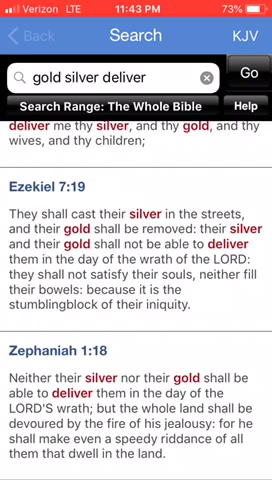 Verizon LTE 11:43 PM 73%
Back Search KJV
gold silver deliver Go
Search Range: The Whole Bible Help
deliver me thy silver, and thy gold, and thy
wives, and thy children;
Ezekiel 7:19
They shall cast their silver in the streets,
and their gold shall be removed: their silver
and their gold shall not be able to deliver
them in the day of the wrath of the LORD:
they shall not satisfy their souls, neither fill
their bowels: because it is the
stumblingblock of their iniquity.
Zephaniah 1:18
Neither their silver nor their gold shall be
able to deliver them in the day of the
LORD'S wrath; but the whole land shall be
devoured by the fire of his jealousy: for he
shall make even a speedy riddance of all
them that dwell in the land.